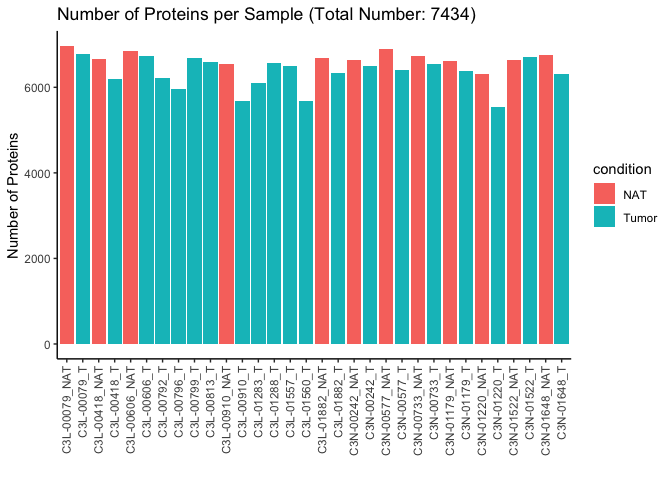 Number of Proteins per Sample (Total Number: 7434)
Number of Proteins
6000
4000
2000
0
C3L-00079_NAT
C3L-00079_T
C3L-00418_NAT
C3L-00418_T
C3L-00606_NAT
C3L-00606_T
C3L-00792_T
C3L-00796_T
C3L-00799_T
C3L-00813_T
C3L-00910_NAT
C3L-00910_T
C3L-01283_T
C3L-01288_T
C3L-01557_T
C3L-01560_T
C3L-01882_NAT
C3L-01882_T
C3N-00242_NAT
C3N-00242_T
C3N-00577_NAT
C3N-00577_T
C3N-00733_NAT
C3N-00733_T
C3N-01179_NAT
C3N-01179_T
C3N-01220_NAT
C3N-01220_T
C3N-01522_NAT
C3N-01522_T
C3N-01648_NAT
C3N-01648_T
condition
NAT
Tumor